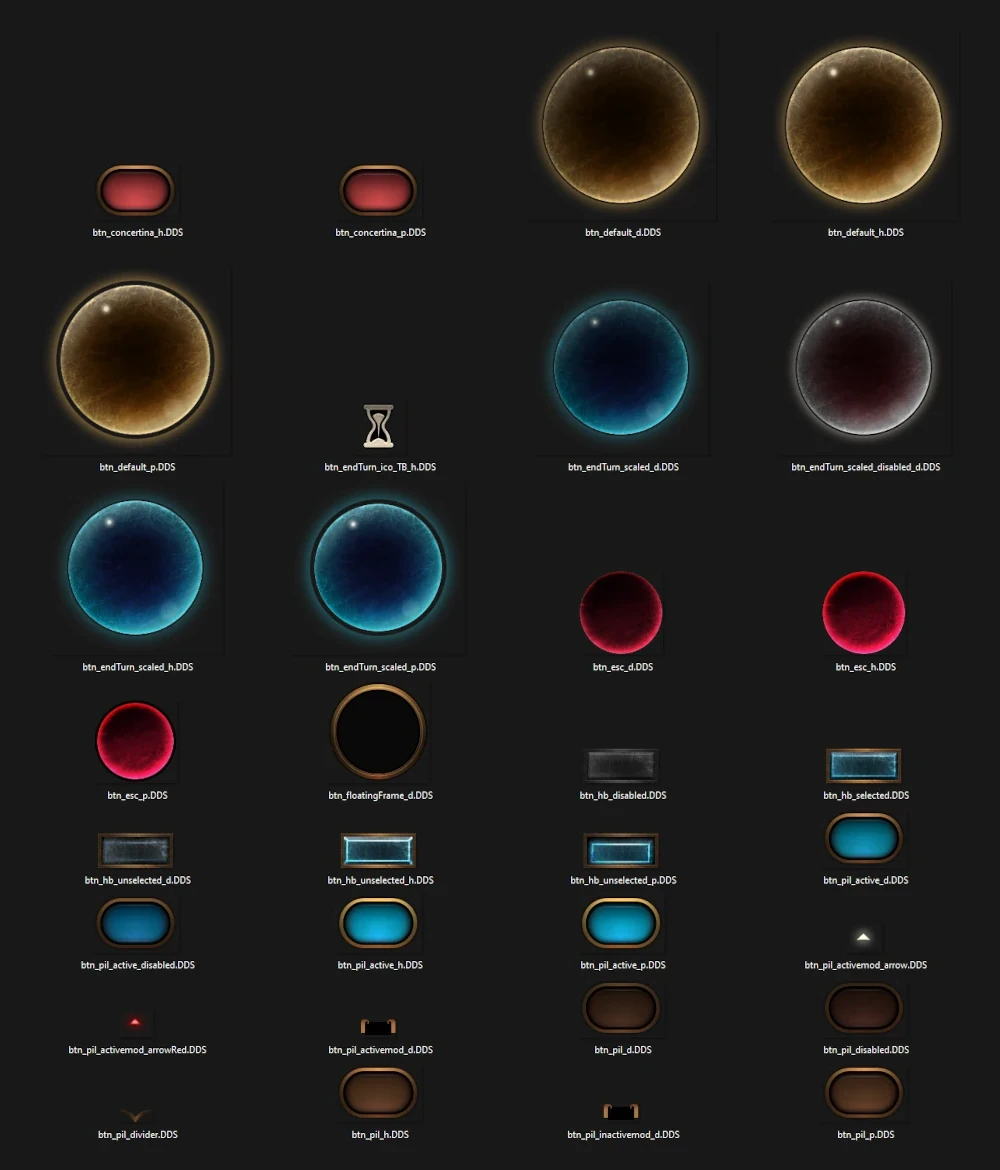 btn_concertina_h.DDS
btn_concertina_p.DDS
btn_default_d.DDS
btn_default_h.DDS
btn_default_p.DDS
btn_endTurn_ico_TB_h.DDS
btn_endTurn_scaled_d.DDS
btn_endTurn_scaled_disabled_d.DDS
btn_endTurn_scaled_h.DDS
btn_endTurn_scaled_p.DDS
btn_esc_d.DDS
btn_esc_h.DDS
btn_esc_p.DDS
btn_floatingFrame_d.DDS
btn_hb_disabled.DDS
btn_hb_selected.DDS
btn_hb_unselected_d.DDS
btn_hb_unselected_h.DDS
btn_hb_unselected_p.DDS
btn_pil_active_d.DDS
btn_pil_active_disabled.DDS
btn_pil_active_h.DDS
btn_pil_active_p.DDS
btn_pil_activemod_arrow.DDS
btn_pil_activemod_arrowRed.DDS
btn_pil_activemod_d.DDS
btn_pil_d.DDS
btn_pil_disabled.DDS
btn_pil_divider.DDS
btn_pil_h.DDS
btn_pil_inactivemod_d.DDS
btn_pil_p.DDS